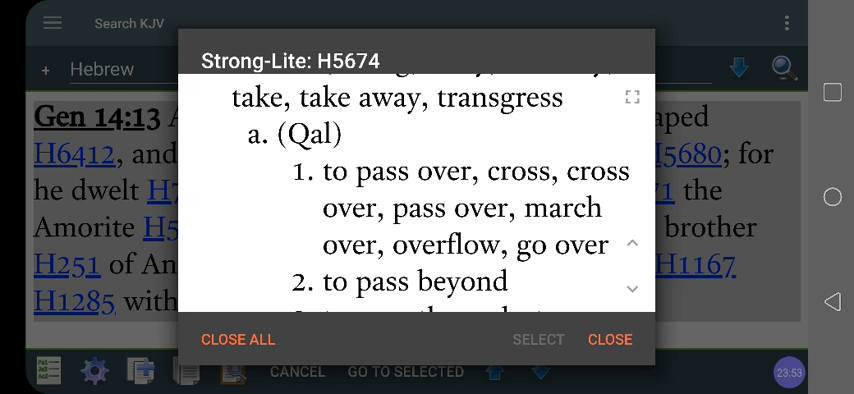 Search KJV
Strong-Lite: H5674
+ Hebrew
take, take away, transgress
a. (Qal)
1. to pass over, cross, cross
over, pass over, march
over, overflow, go over
2. to pass beyond
Gen 14:13 A aped
H6412, and H5680; for
he dwelt the
Amorite brother
H251 of H1167
H1285 with
CLOSE ALL SELECT CLOSE
CANCEL GO TO SELECTED 23:53